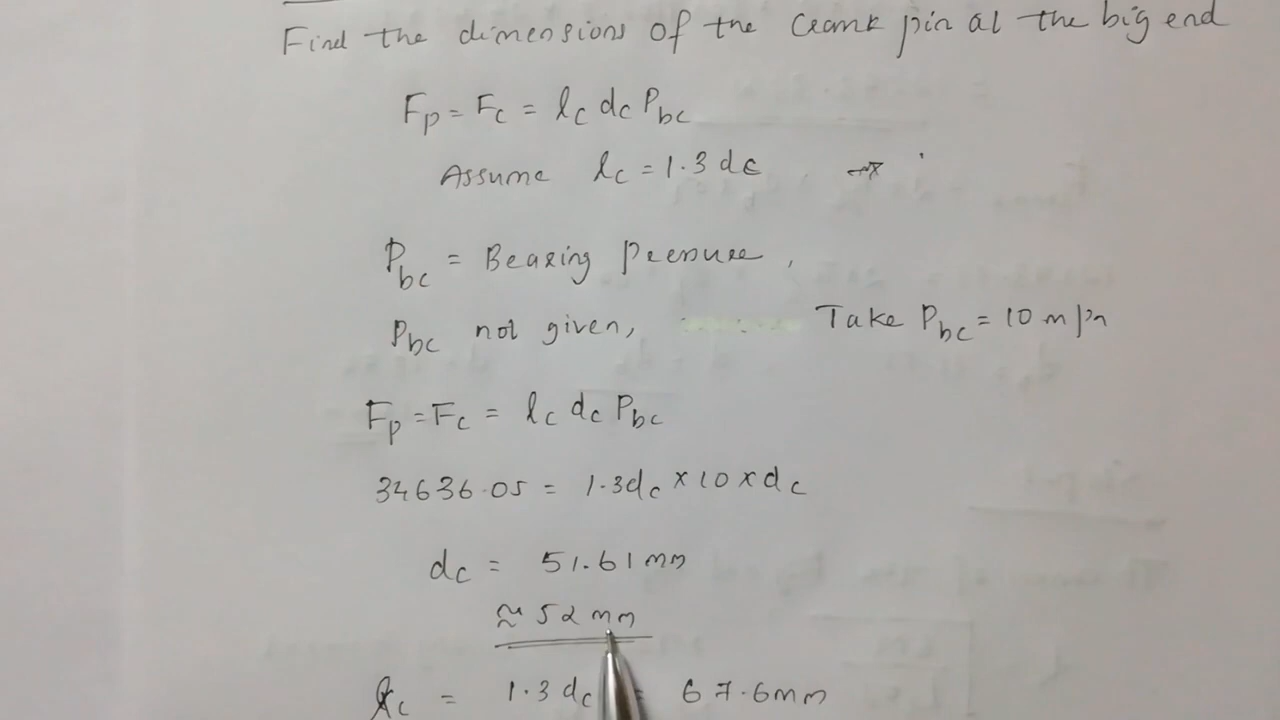 Find the dimensions of the Crank pin at the big end
Fp = Fc = lc dc Pbc
Assume lc = 1.3 dc
Pbc = Bearing Pressure,
Pbc not given, Take Pbc = 10 mpa
Fp = Fc = lc dc Pbc
34636.05 = 1.3dc × 10 × dc
dc = 51.61 mm
≈ 52 mm
lc = 1.3 dc = 67.6mm